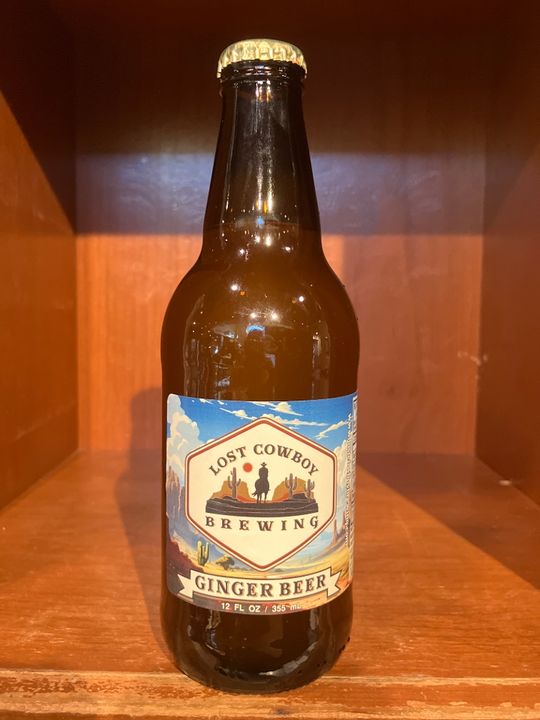 LOST COWBOY
BREWING
GINGER BEER
12 FL OZ / 355 mL